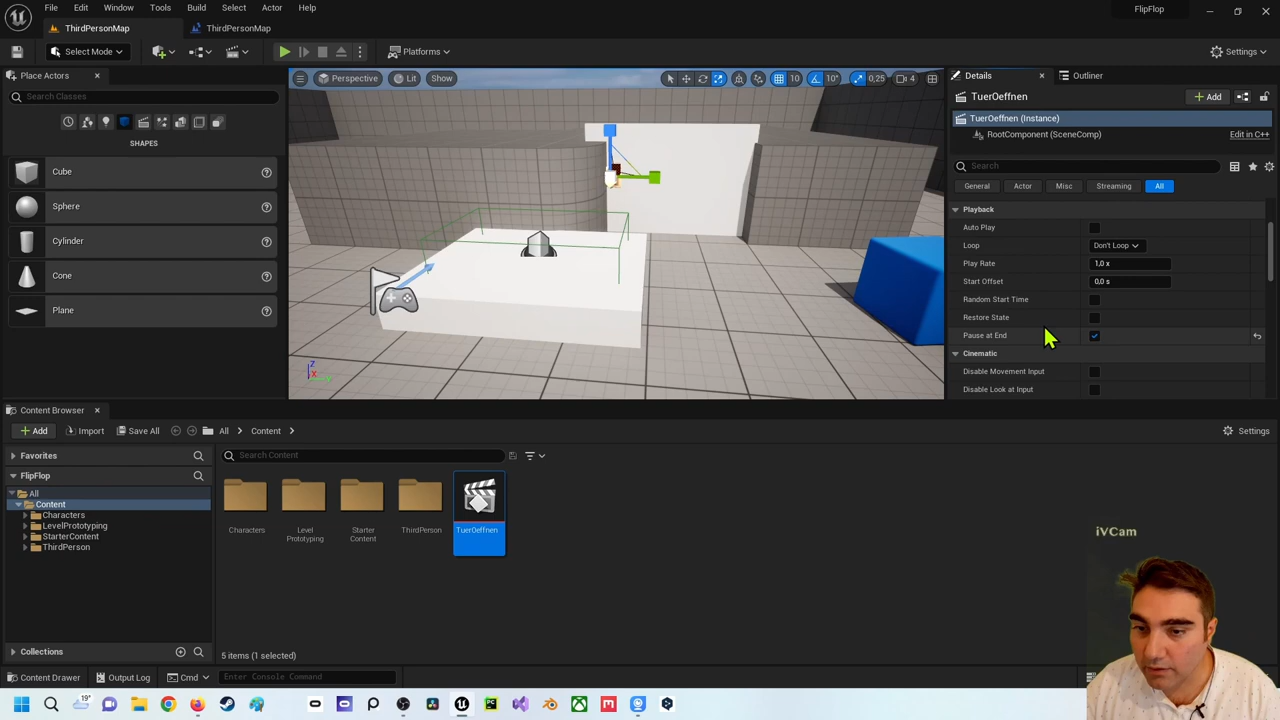 File Edit Window Tools Build Select Actor Help
FlipFlop
ThirdPersonMap
ThirdPersonMap
Select Mode
Platforms
Settings
Place Actors
Search Classes
SHAPES
Cube
Sphere
Cylinder
Cone
Plane
Perspective
Lit
Show
10
10°
0,25
4
Z
X
Y
Details
Outliner
TuerOeffnen
Add
TuerOeffnen (Instance)
RootComponent (SceneComp)
Edit in C++
Search
General
Actor
Misc
Streaming
All
Playback
Auto Play
Loop
Don't Loop
Play Rate
1,0 x
Start Offset
0,0 s
Random Start Time
Restore State
Pause at End
Cinematic
Disable Movement Input
Disable Look at Input
Content Browser
Add
Import
Save All
All
Content
Settings
Favorites
FlipFlop
All
Content
Characters
LevelPrototyping
StarterContent
ThirdPerson
Collections
Search Content
Characters
Level
Prototyping
Starter
Content
ThirdPerson
TuerOeffnen
5 items (1 selected)
iVCam
Content Drawer
Output Log
Cmd
Enter Console Command
19°